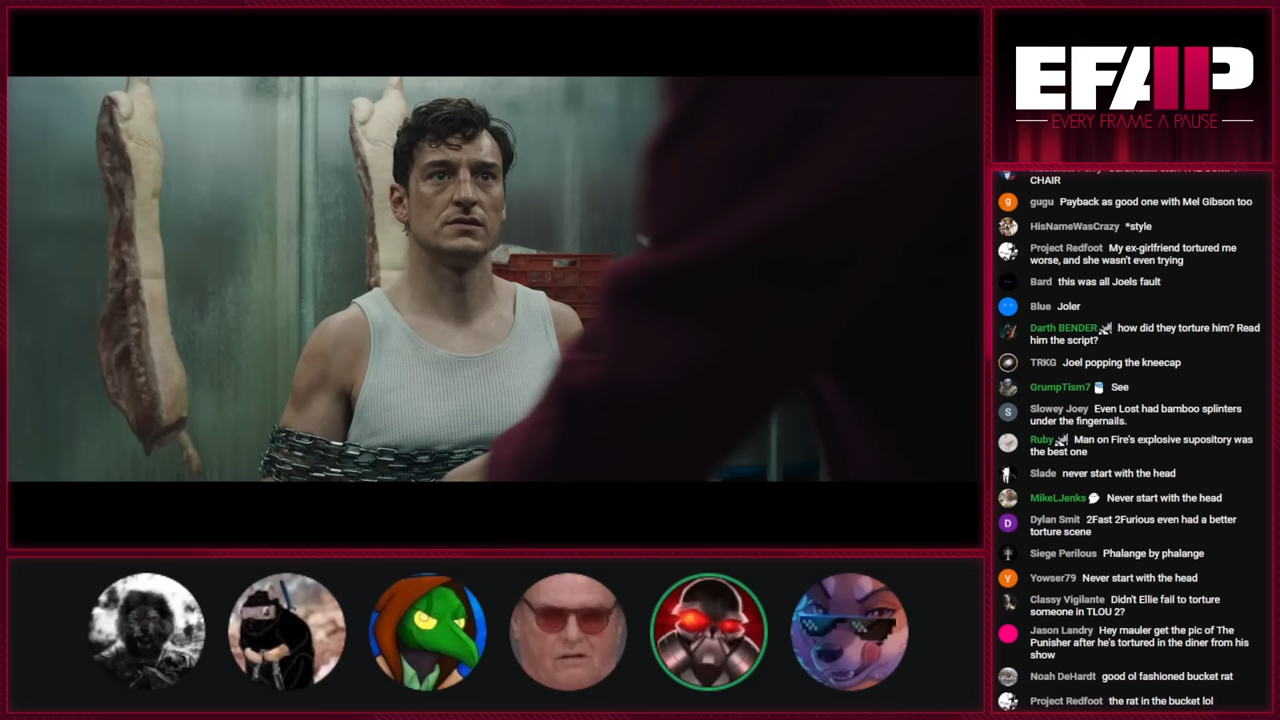 EFAP
EVERY FRAME A PAUSE
CHAIR
gugu Payback as good one with Mel Gibson too
HisNameWasCrazy *style
Project Redfoot My ex-girlfriend tortured me
worse, and she wasn't even trying
Bard this was all Joels fault
Blue Joler
Darth BENDER how did they torture him? Read
him the script?
TRKG Joel popping the kneecap
GrumpTism7 See
S
Slowey Joey Even Lost had bamboo splinters
under the fingernails.
Ruby Man on Fire's explosive supository was
the best one
Slade never start with the head
MikeLJenks Never start with the head
D
Dylan Smit 2Fast 2Furious even had a better
torture scene
Siege Perilous Phalange by phalange
Y
Yowser79 Never start with the head
Classy Vigilante Didn't Ellie fail to torture
someone in TLOU 2?
Jason Landry Hey mauler get the pic of The
Punisher after he's tortured in the diner from his
show
Noah DeHardt good ol fashioned bucket rat
Project Redfoot the rat in the bucket lol